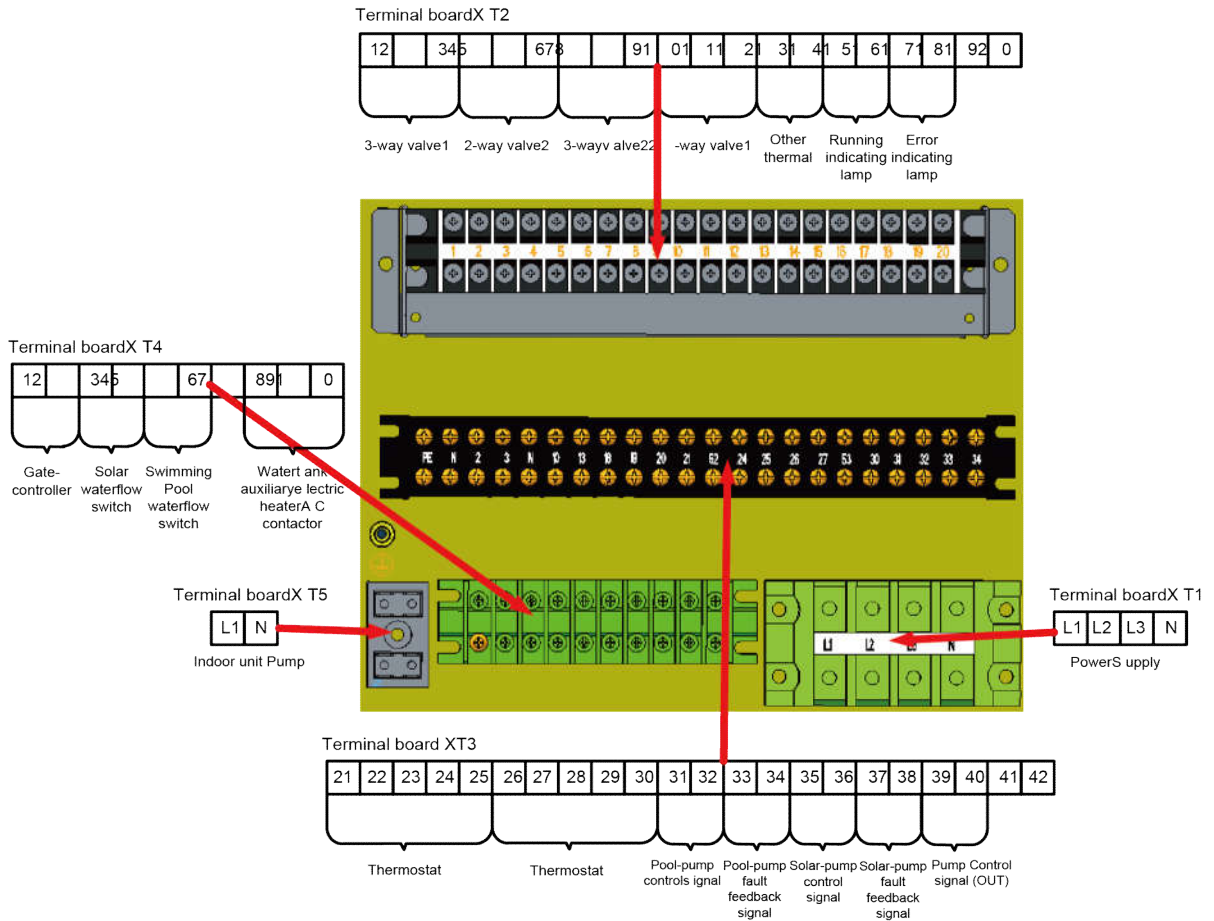 Terminal boardX T2
12 345 678 91 01 11 21 31 41 51 61 71 81 92 0
3-way valve1 2-way valve2 3-wayv alve22 -way valve1 Other thermal Running indicating lamp Error indicating lamp
1 2 3 4 5 6 7 8 10 11 12 13 14 15 16 17 18 19 20
Terminal boardX T4
12 345 67 891 0
Gate-controller Solar waterflow switch Swimming Pool waterflow switch Watert ank auxiliarye lectric heaterA C contactor
PE N 2 3 N 10 13 18 19 20 21 52 24 25 26 27 53 30 31 32 33 34
Terminal boardX T5
L1 N
Indoor unit Pump
L1 L2 L3 N
Terminal boardX T1
L1 L2 L3 N
PowerS upply
Terminal board XT3
21 22 23 24 25 26 27 28 29 30 31 32 33 34 35 36 37 38 39 40 41 42
Thermostat Thermostat Pool-pump controls ignal Pool-pump fault feedback signal Solar-pump control signal Solar-pump fault feedback signal Pump Control signal (OUT)